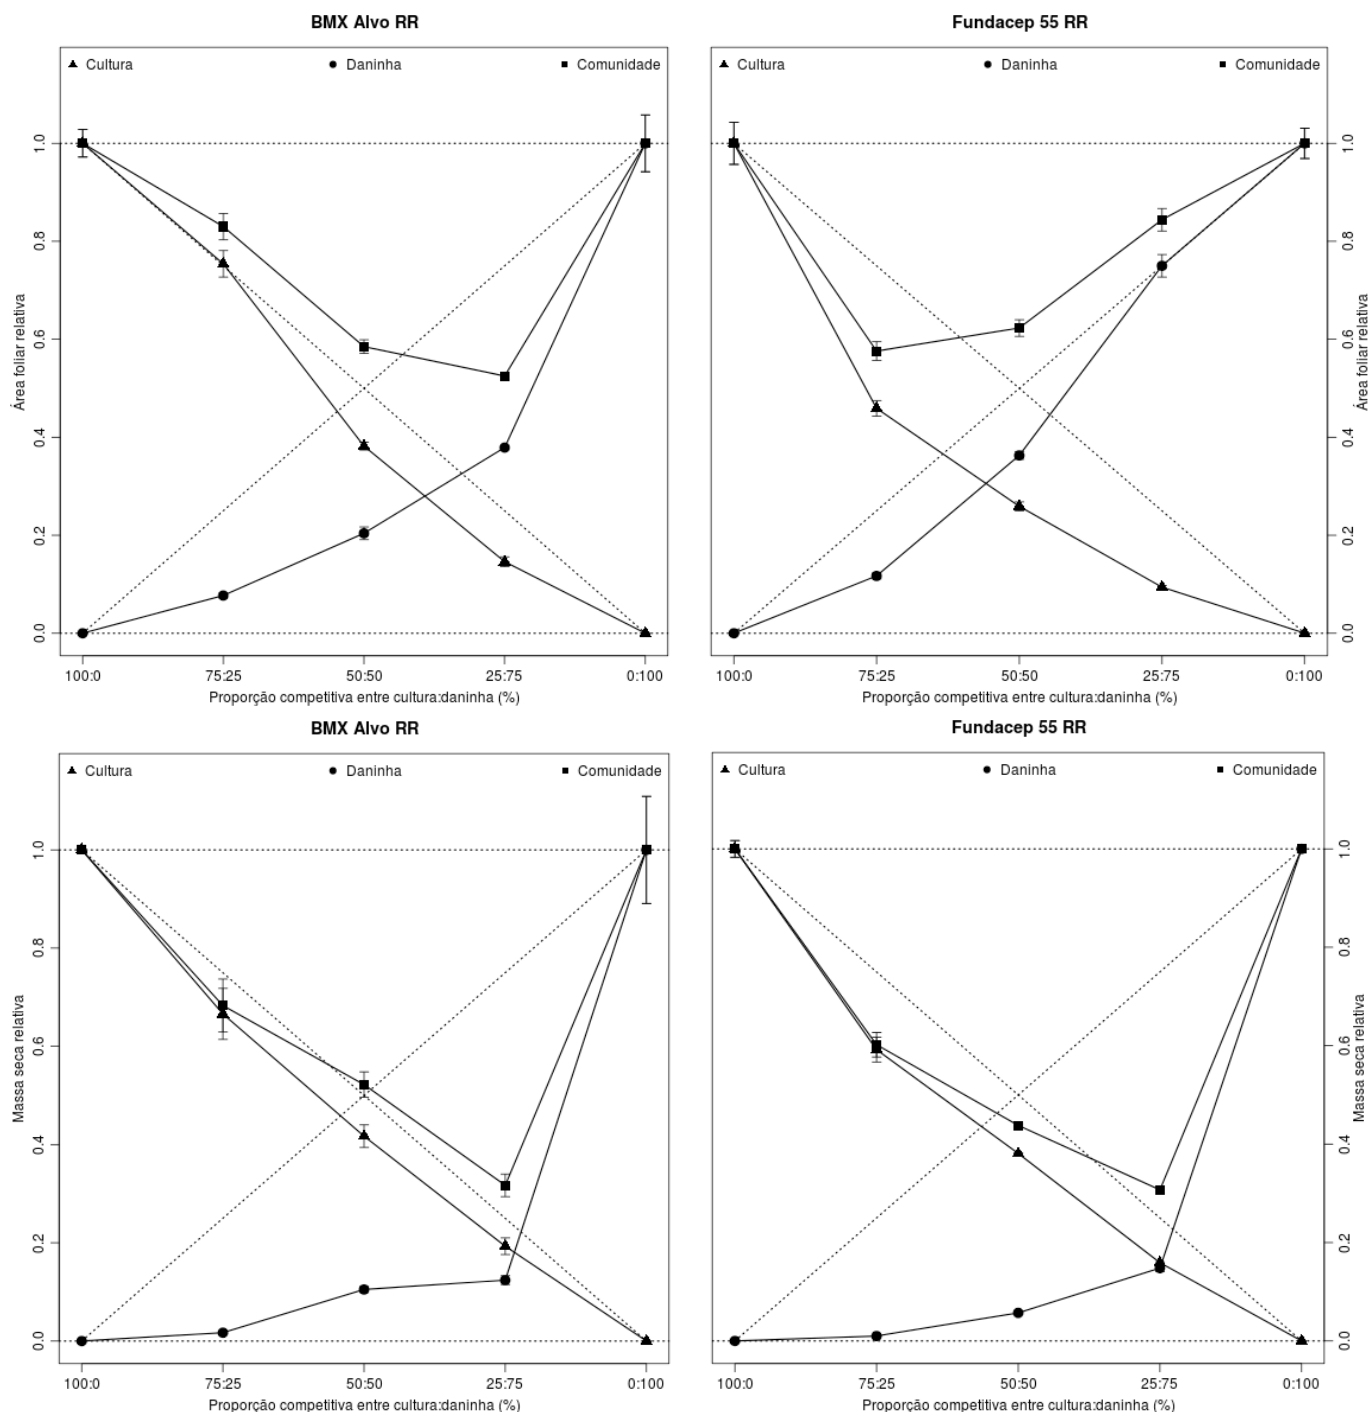 BMX Alvo RR
Cultura Daninha Comunidade
Área foliar relativa
0.0 0.2 0.4 0.6 0.8 1.0
100:0 75:25 50:50 25:75 0:100
Proporção competitiva entre cultura:daninha (%)
Fundacep 55 RR
Cultura Daninha Comunidade
Área foliar relativa
0.0 0.2 0.4 0.6 0.8 1.0
100:0 75:25 50:50 25:75 0:100
Proporção competitiva entre cultura:daninha (%)
BMX Alvo RR
Cultura Daninha Comunidade
Massa seca relativa
0.0 0.2 0.4 0.6 0.8 1.0
100:0 75:25 50:50 25:75 0:100
Proporção competitiva entre cultura:daninha (%)
Fundacep 55 RR
Cultura Daninha Comunidade
Massa seca relativa
0.0 0.2 0.4 0.6 0.8 1.0
100:0 75:25 50:50 25:75 0:100
Proporção competitiva entre cultura:daninha (%)